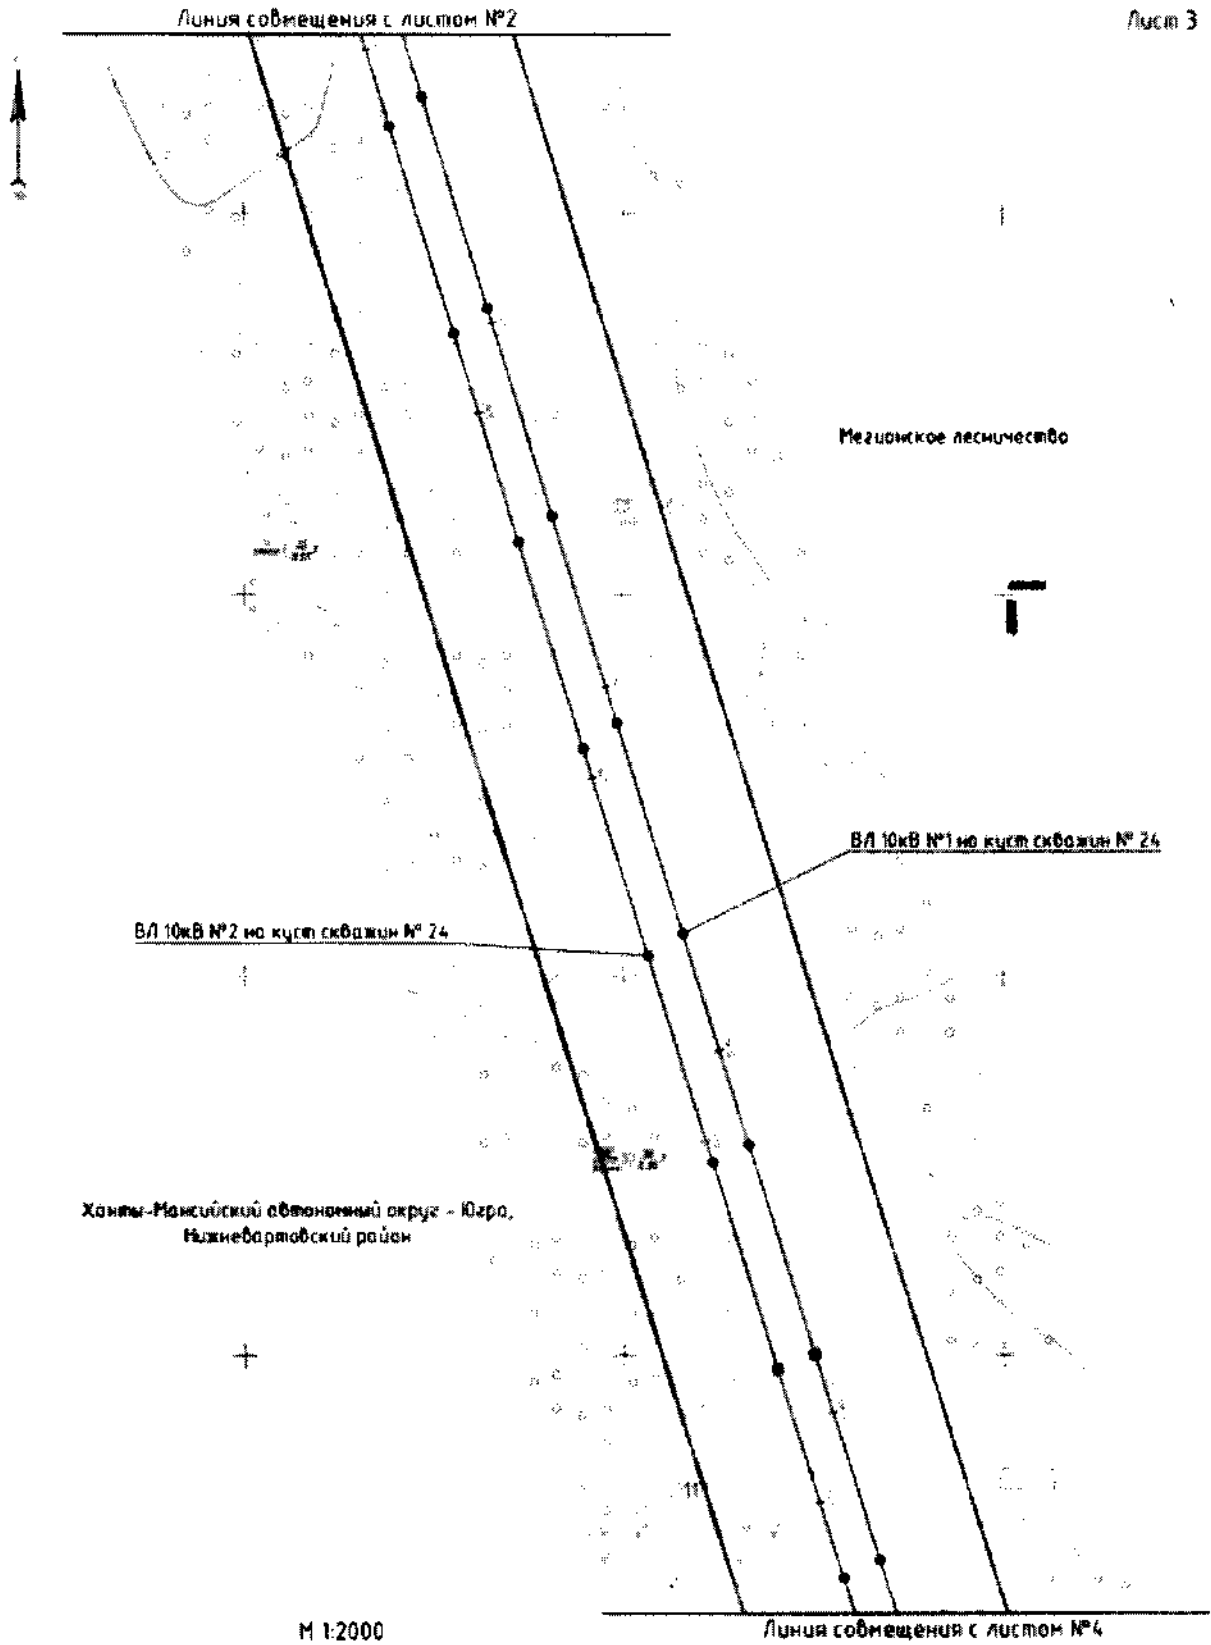 Линия совмещения с листом №2
Лист 3
Мегионское лесничество
ВЛ 10кВ №1 на куст скважин № 24
ВЛ 10кВ №2 на куст скважин № 24
Ханты-Мансийский автономный округ - Югра,
Нижневартовский район
М 1:2000
Линия совмещения с листом №4